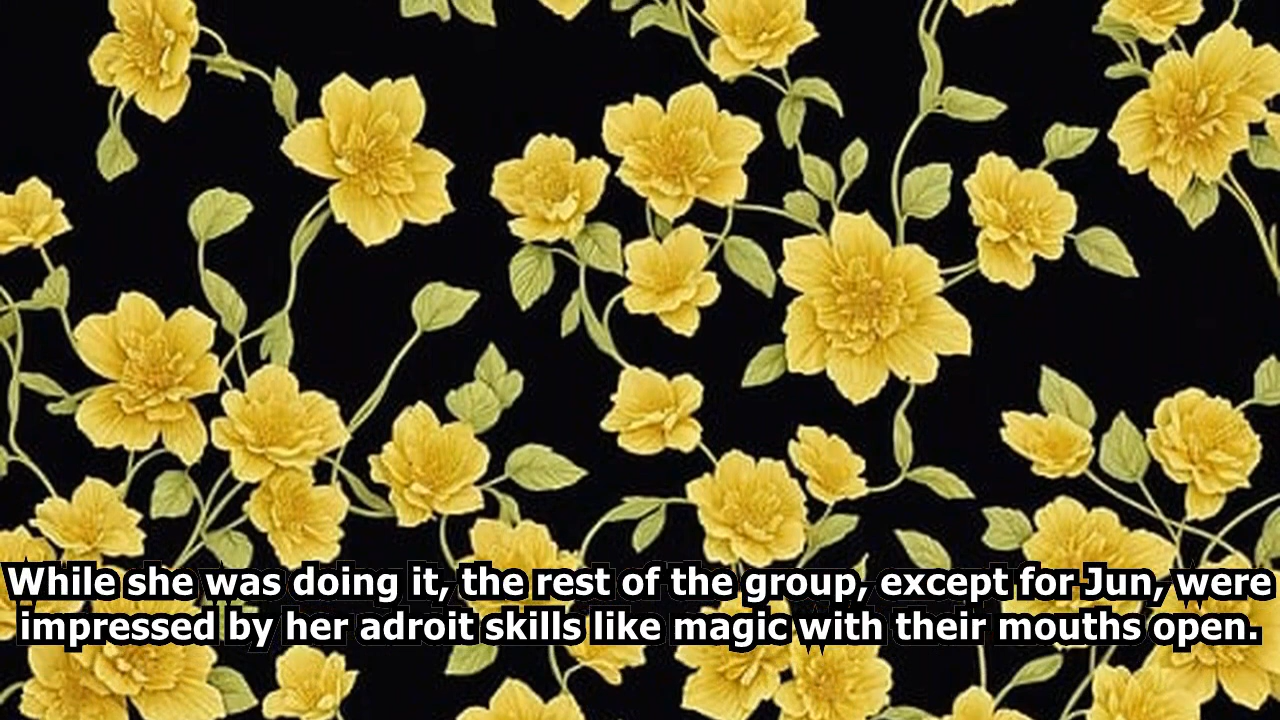 While she was doing it, the rest of the group, except for Jun, were
impressed by her adroit skills like magic with their mouths open.